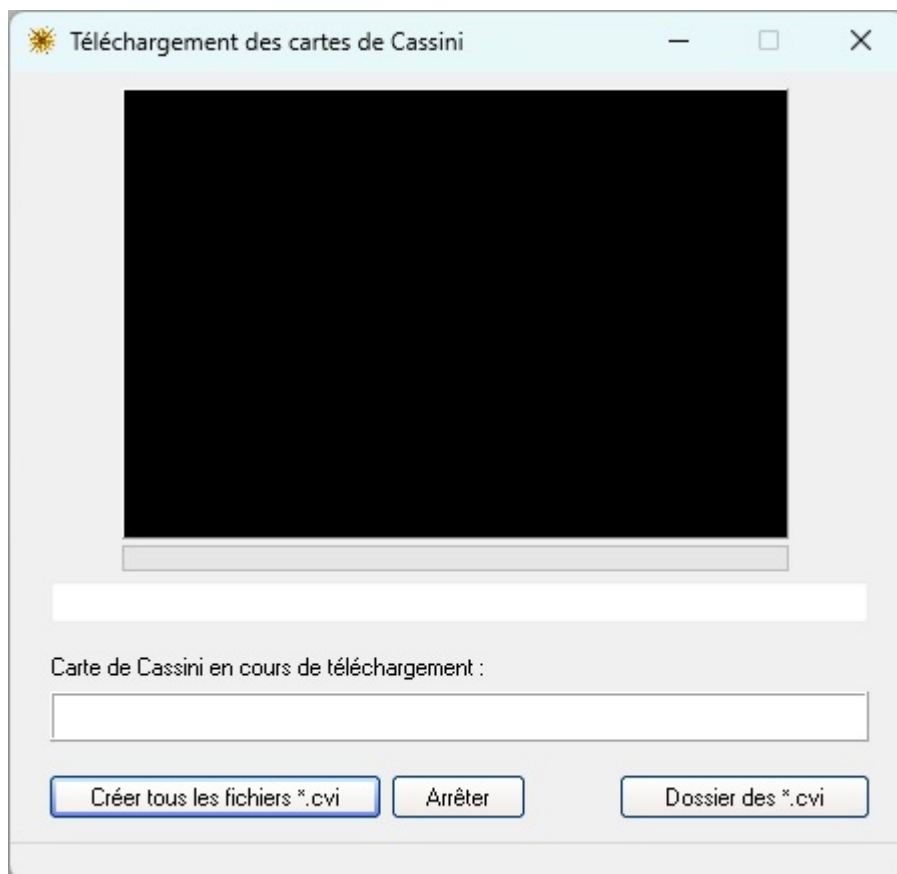 Téléchargement des cartes de Cassini
Carte de Cassini en cours de téléchargement :
Créer tous les fichiers *.cvi
Arrêter
Dossier des *.cvi